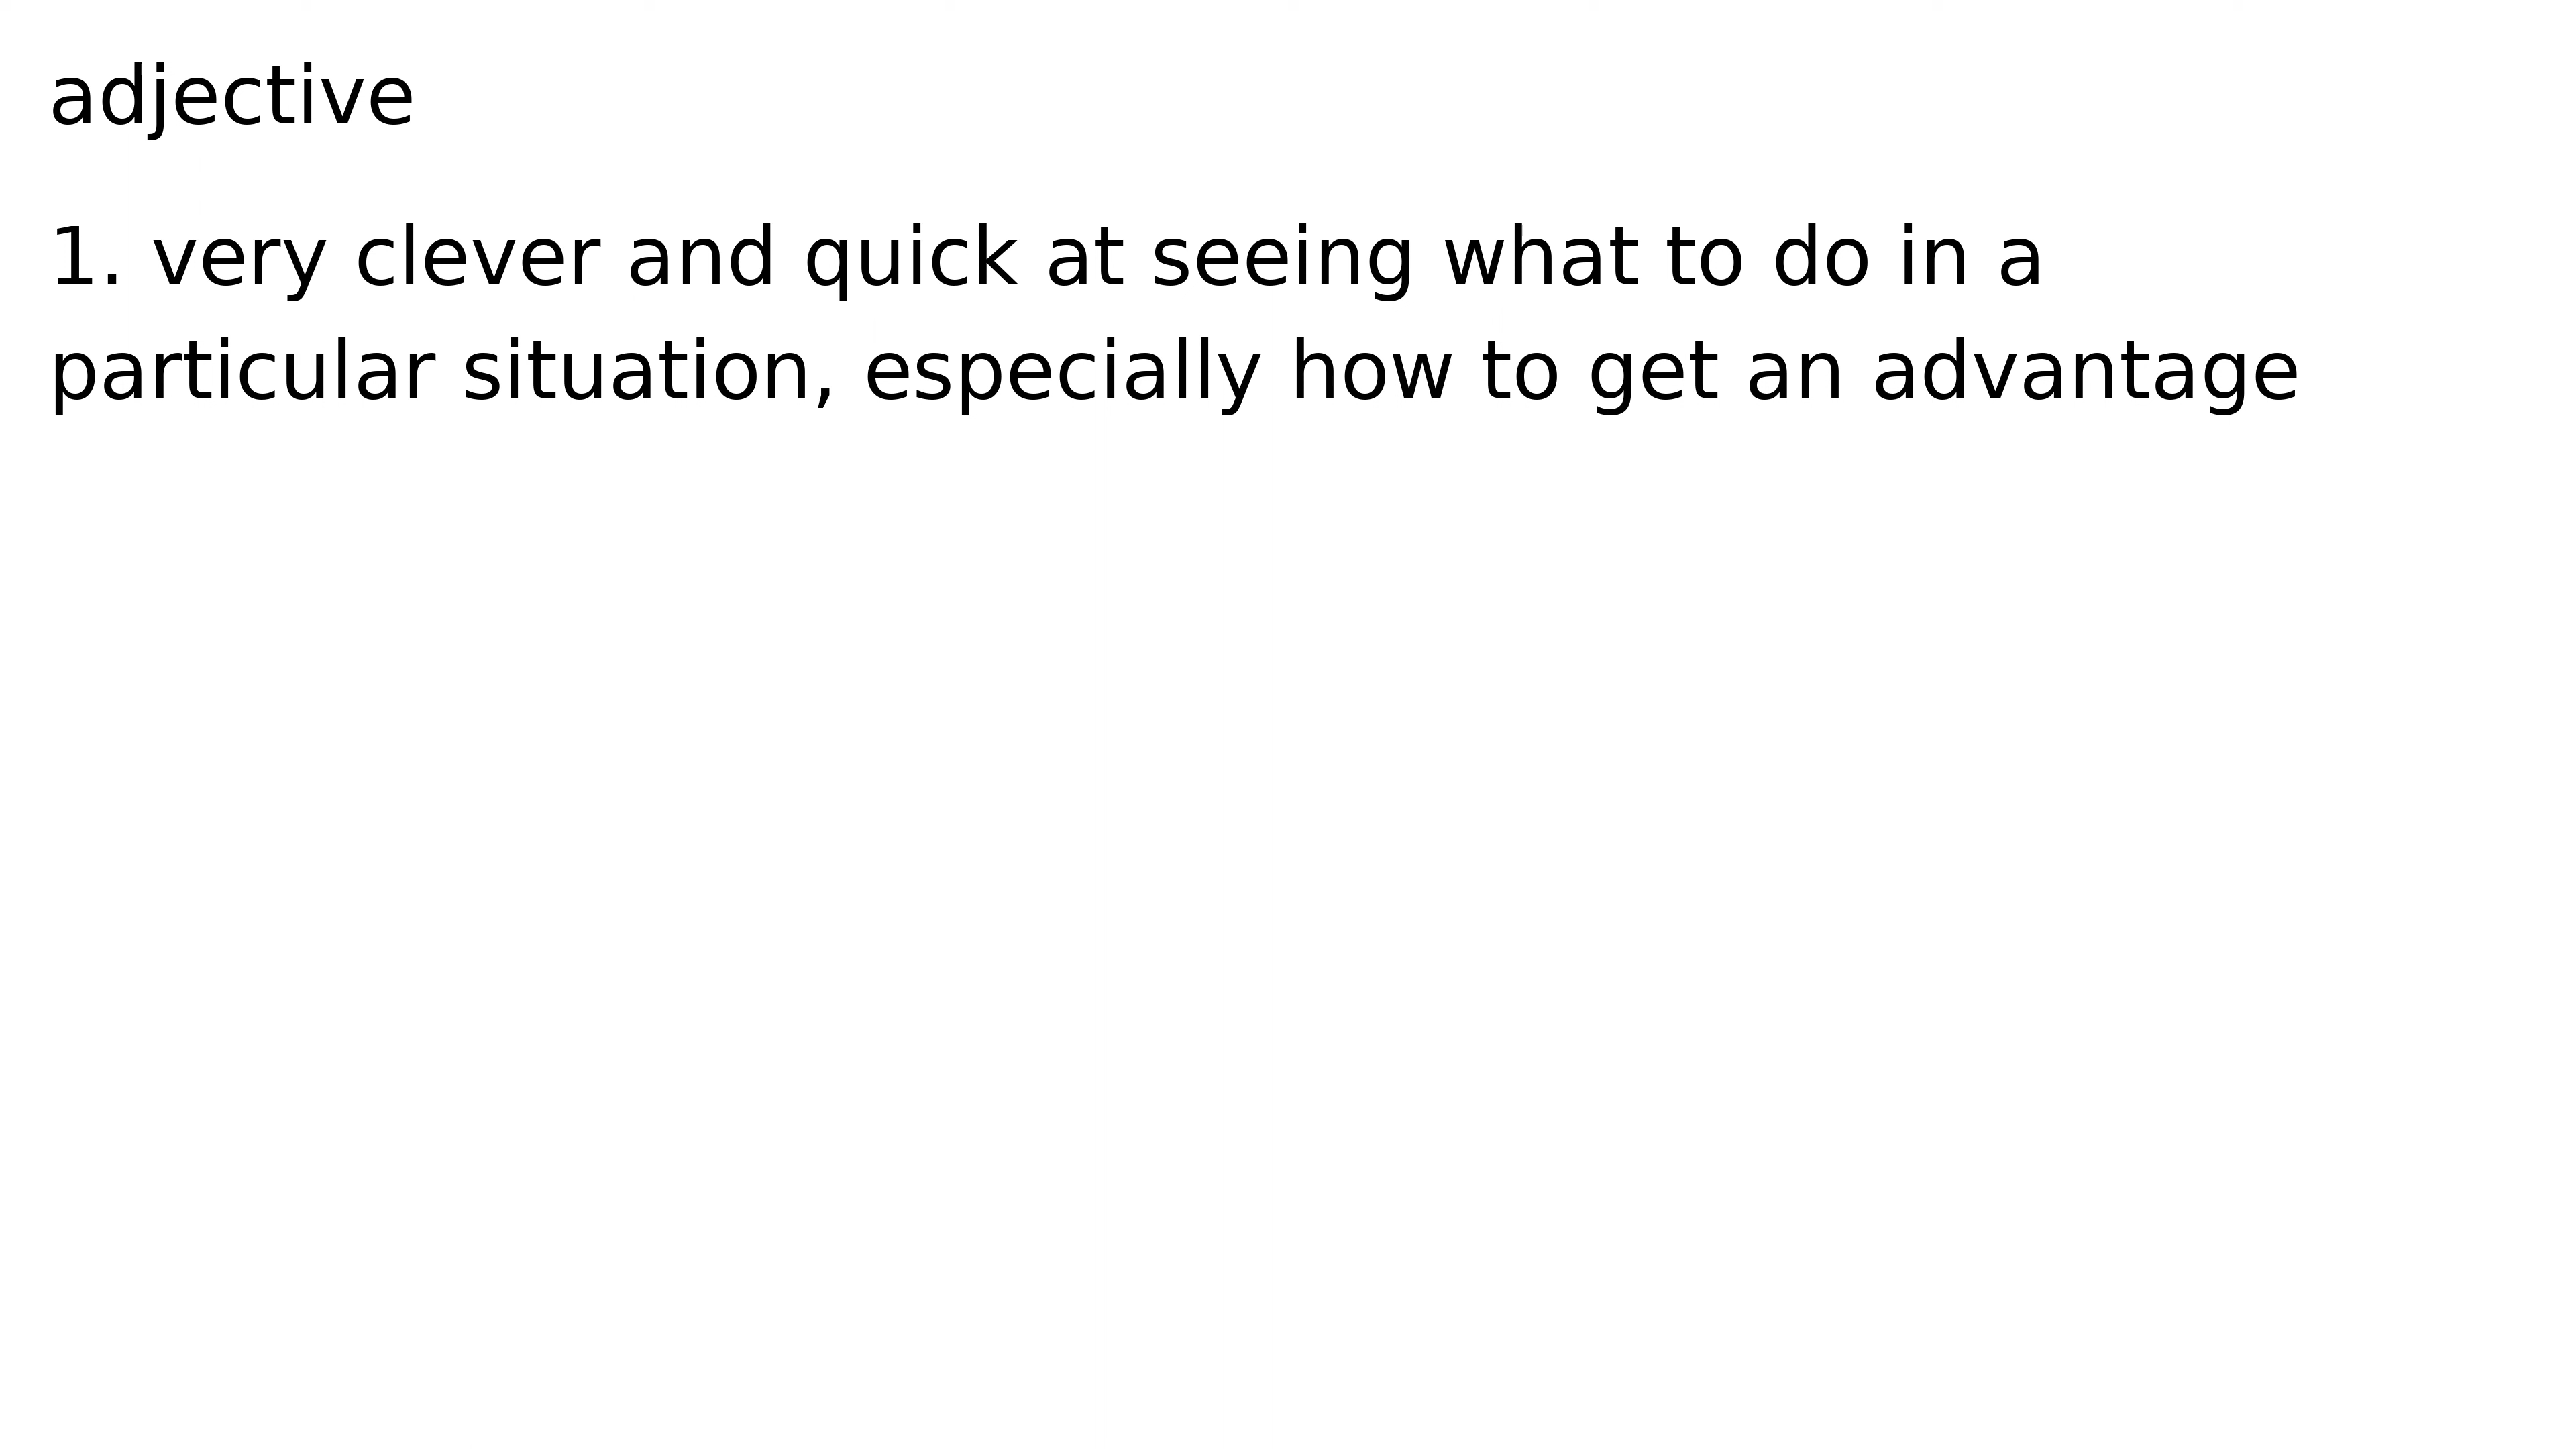 adjective
1. very clever and quick at seeing what to do in a
particular situation, especially how to get an advantage